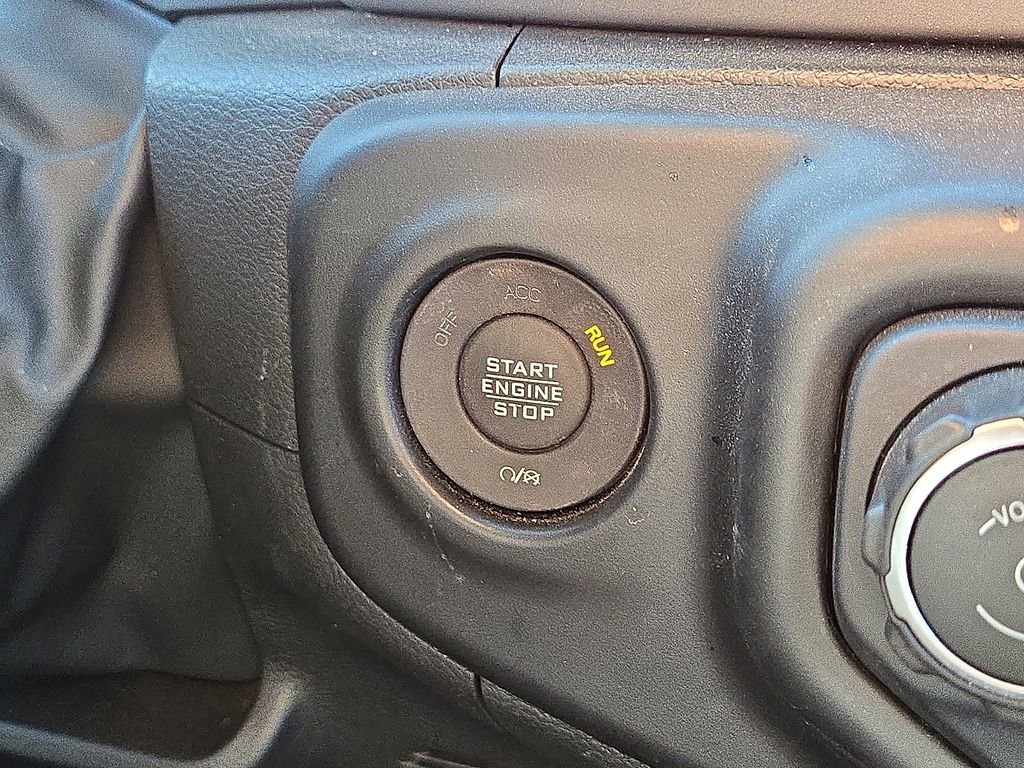 ACC
OFF
RUN
START
ENGINE
STOP